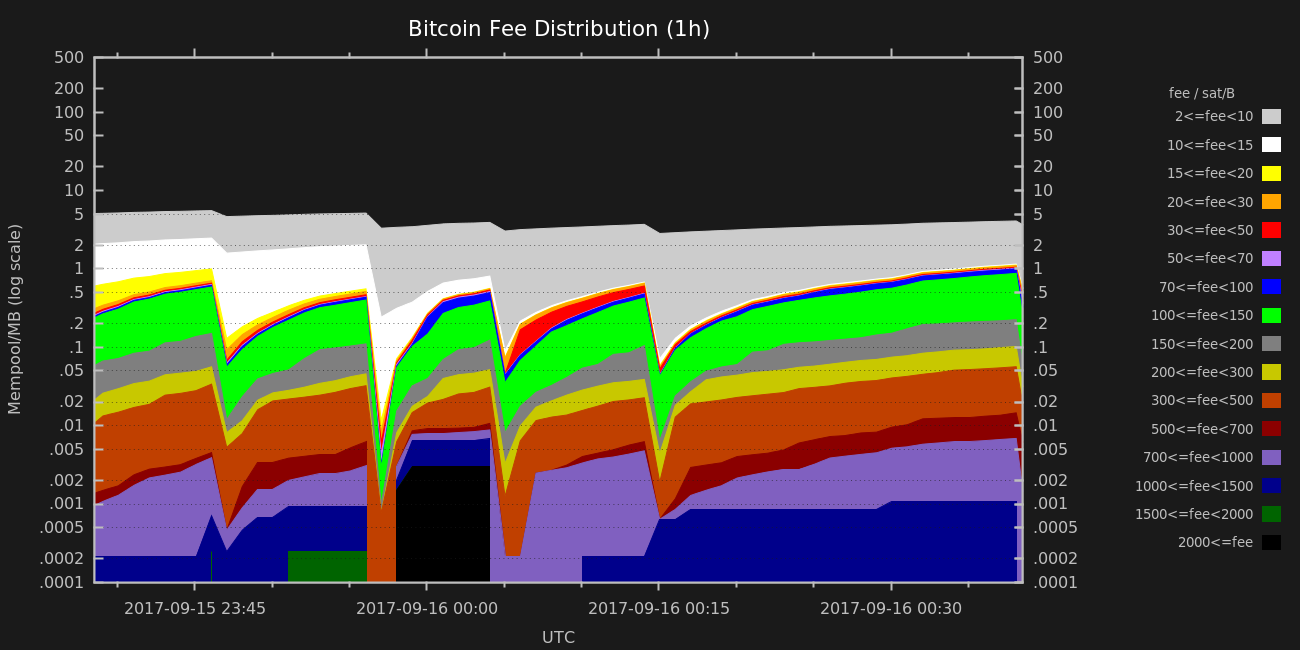 Bitcoin Fee Distribution (1h)
500
200
100
50
20
10
5
2
1
.5
.2
.1
.05
.02
.01
.005
.002
.001
.0005
.0002
.0001
Mempool/MB (log scale)
500
200
100
50
20
10
5
2
1
.5
.2
.1
.05
.02
.01
.005
.002
.001
.0005
.0002
.0001
2017-09-15 23:45 2017-09-16 00:00 2017-09-16 00:15 2017-09-16 00:30
UTC
fee / sat/B
2<=fee<10
10<=fee<15
15<=fee<20
20<=fee<30
30<=fee<50
50<=fee<70
70<=fee<100
100<=fee<150
150<=fee<200
200<=fee<300
300<=fee<500
500<=fee<700
700<=fee<1000
1000<=fee<1500
1500<=fee<2000
2000<=fee